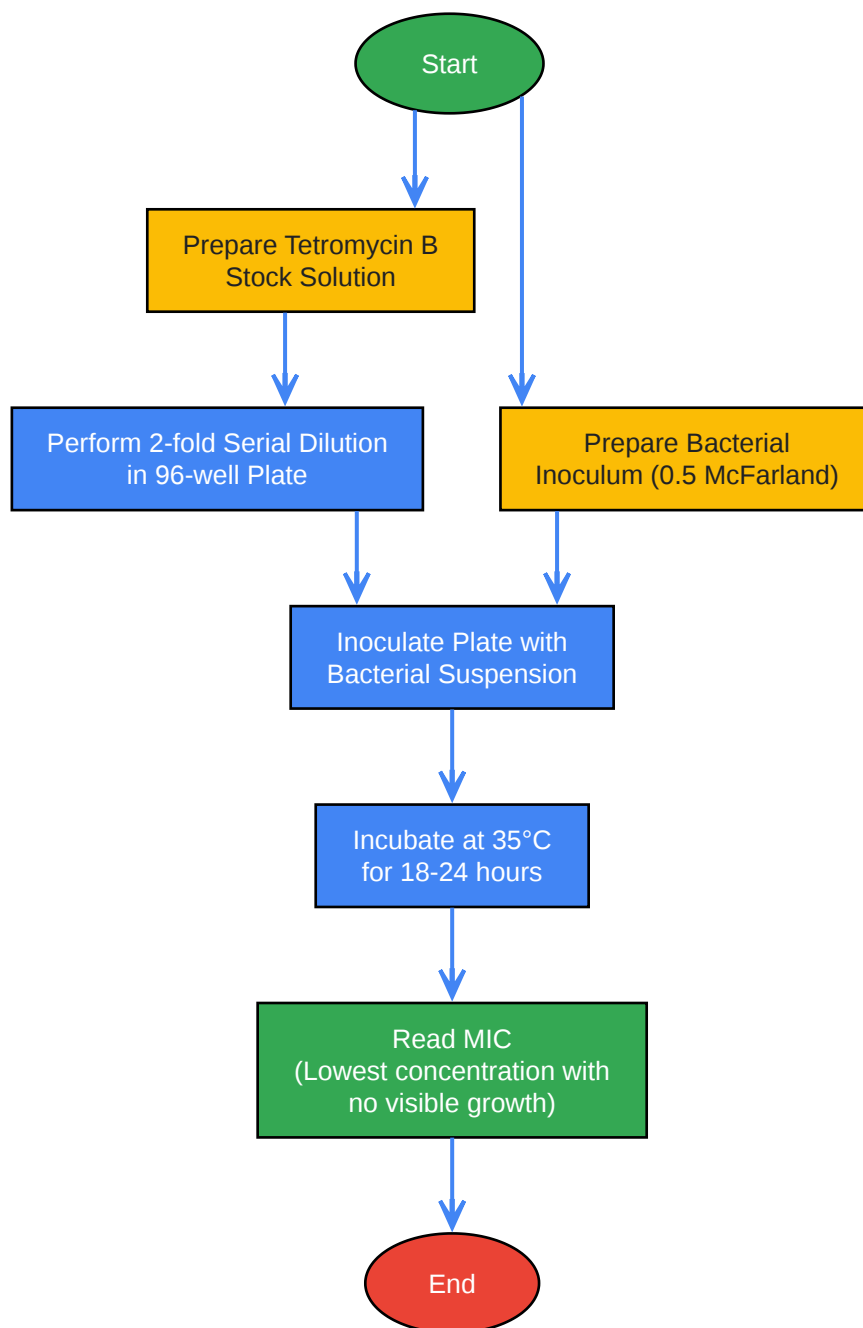 Start
Prepare Tetromycin B
Stock Solution
Perform 2-fold Serial Dilution
in 96-well Plate
Prepare Bacterial
Inoculum (0.5 McFarland)
Inoculate Plate with
Bacterial Suspension
Incubate at 35°C
for 18-24 hours
Read MIC
(Lowest concentration with
no visible growth)
End